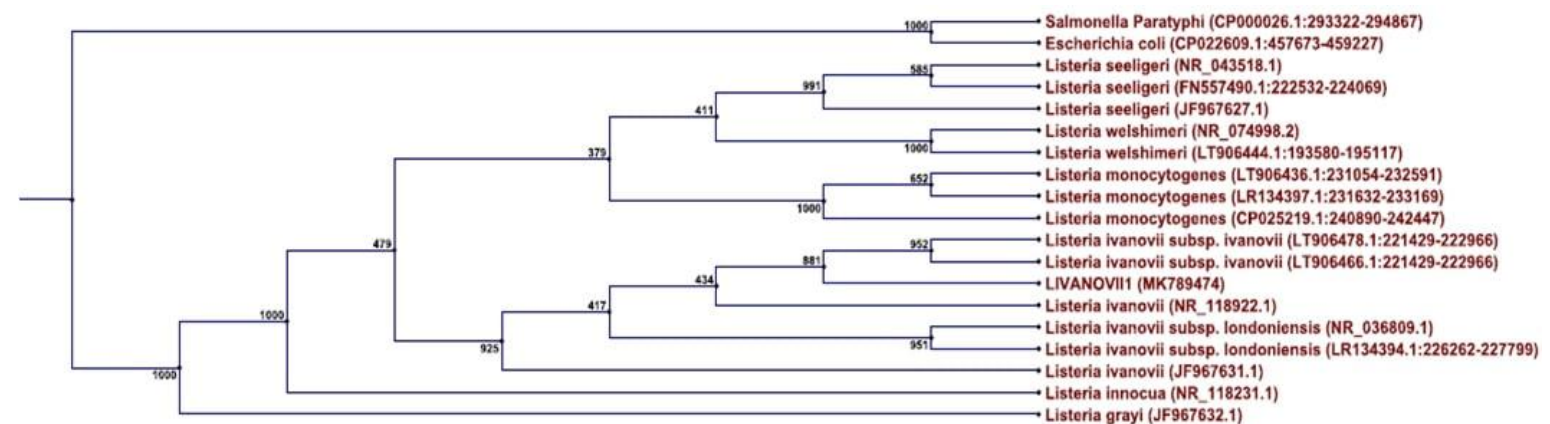 Salmonella Paratyphi (CP000026.1:293322-294867)
1000
Escherichia coli (CP022609.1:457673-459227)
Listeria seeligeri (NR_043518.1)
585
Listeria seeligeri (FN557490.1:222532-224069)
991
Listeria seeligeri (JF967627.1)
411
Listeria welshimeri (NR_074998.2)
1000
Listeria welshimeri (LT906444.1:193580-195117)
379
Listeria monocytogenes (LT906436.1:231054-232591)
652
Listeria monocytogenes (LR134397.1:231632-233169)
1000
Listeria monocytogenes (CP025219.1:240890-242447)
479
Listeria ivanovii subsp. ivanovii (LT906478.1:221429-222966)
952
Listeria ivanovii subsp. ivanovii (LT906466.1:221429-222966)
881
LIVANOVII1 (MK789474)
434
Listeria ivanovii (NR_118922.1)
417
Listeria ivanovii subsp. londoniensis (NR_036809.1)
951
Listeria ivanovii subsp. londoniensis (LR134394.1:226262-227799)
1000
925
Listeria ivanovii (JF967631.1)
1000
Listeria innocua (NR_118231.1)
Listeria grayi (JF967632.1)